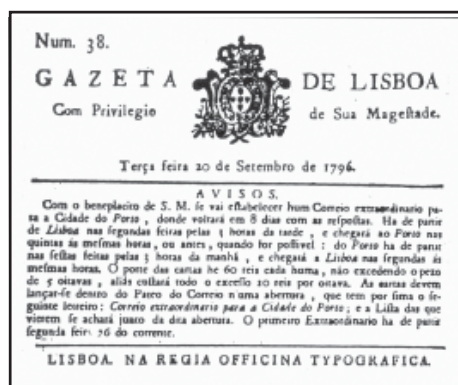 Num. 38.
GAZETA DE LISBOA
Com Privilegio de Sua Mageſtade.
Terça feira 20 de Setembro de 1796.
AVISOS.
Com o beneplacito de S. M. ſe vai eſtabelecer hum Correio extraordinario pa-
ra a Cidade do Porto, donde voltará em 8 dias com as reſpoſtas. Ha de partir
de Lisboa nas ſegundas feiras pelas 3 horas da tarde, e chegará ao Porto nas
quintas ás meſmas horas, ou antes, quando for poſſivel: do Porto ha de partir
nas ſeſtas feiras pelas 3 horas da manhã, e chegará a Lisboa nas ſegundas ás
meſmas horas. O porte das cartas he 60 reis cada huma, não excedendo o pezo
de 5 oitavas, aliás cuſtará todo o exceſſo 20 reis por oitava. As cartas devem
lançar-ſe dentro do Pateo do Correio n'uma abertura, que tem por ſima o ſe-
guinte letreiro: Correio extraordinario para a Cidade do Porto; e a Liſta das que
vierem ſe achará junto da dita abertura. O primeiro Extraordinario ha de partir
ſegunda feira 26 do corrente.
LISBOA. NA REGIA OFFICINA TYPOGRAFICA.